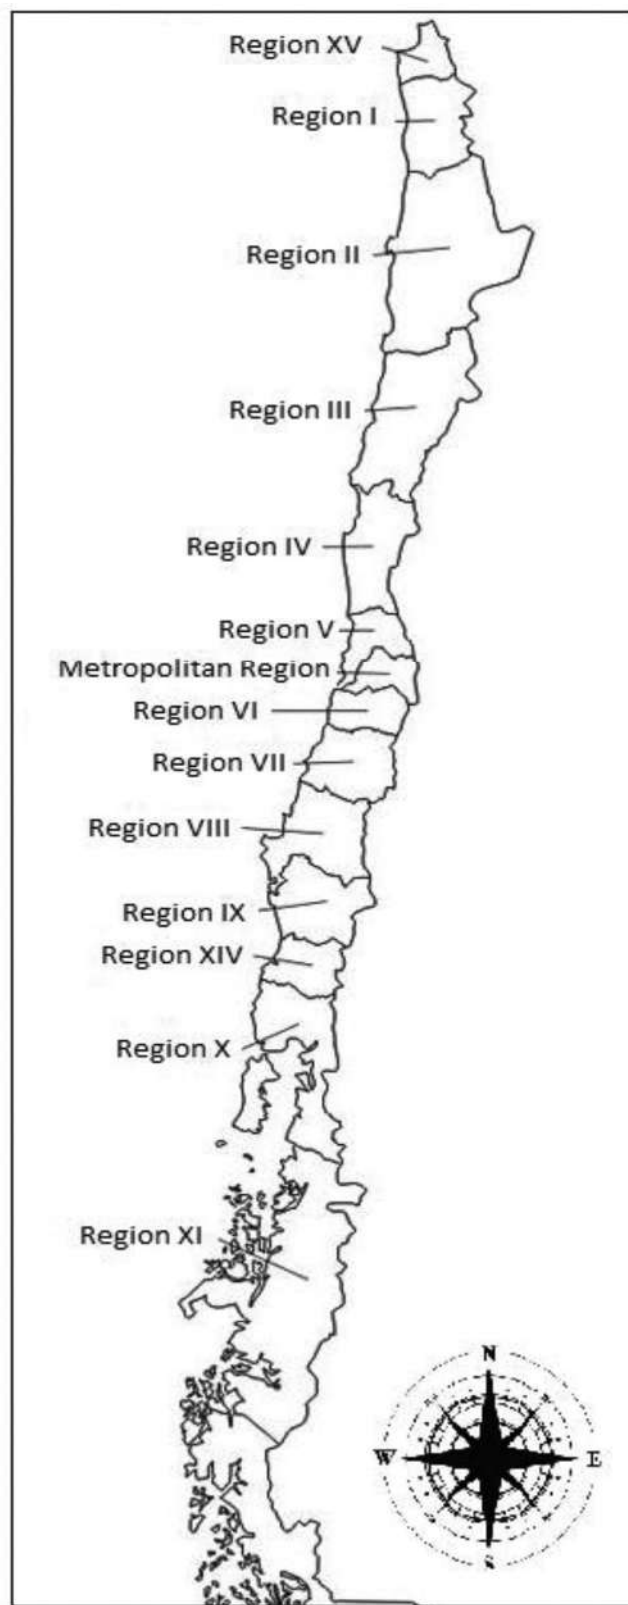 Region XV
Region I
Region II
Region III
Region IV
Region V
Metropolitan Region
Region VI
Region VII
Region VIII
Region IX
Region XIV
Region X
Region XI
N
W
E
S